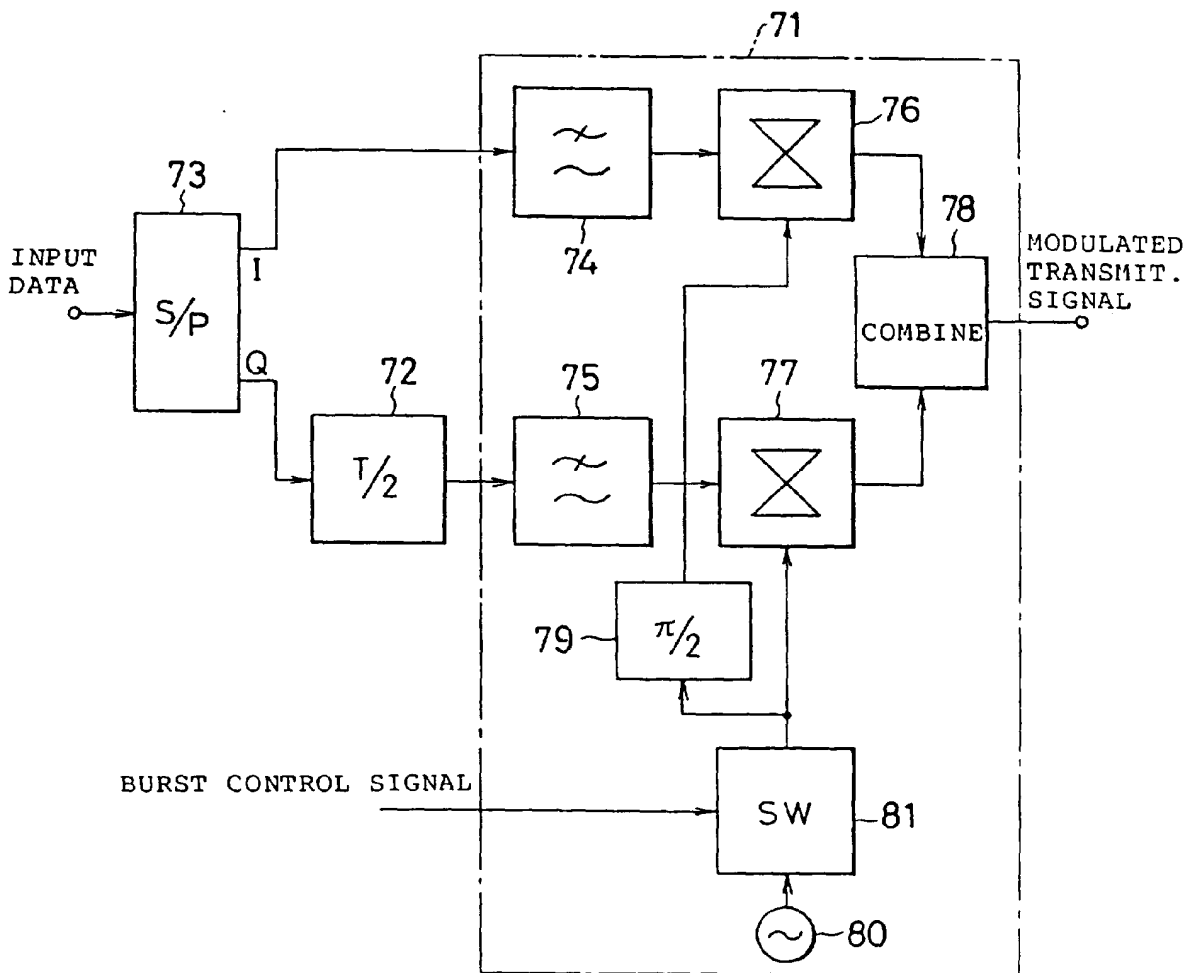 71
76
73
78
MODULATED
TRANSMIT.
SIGNAL
INPUT
DATA
I
74
S/P
COMBINE
Q
72
75
77
T/2
79
π/2
BURST CONTROL SIGNAL
SW
81
80